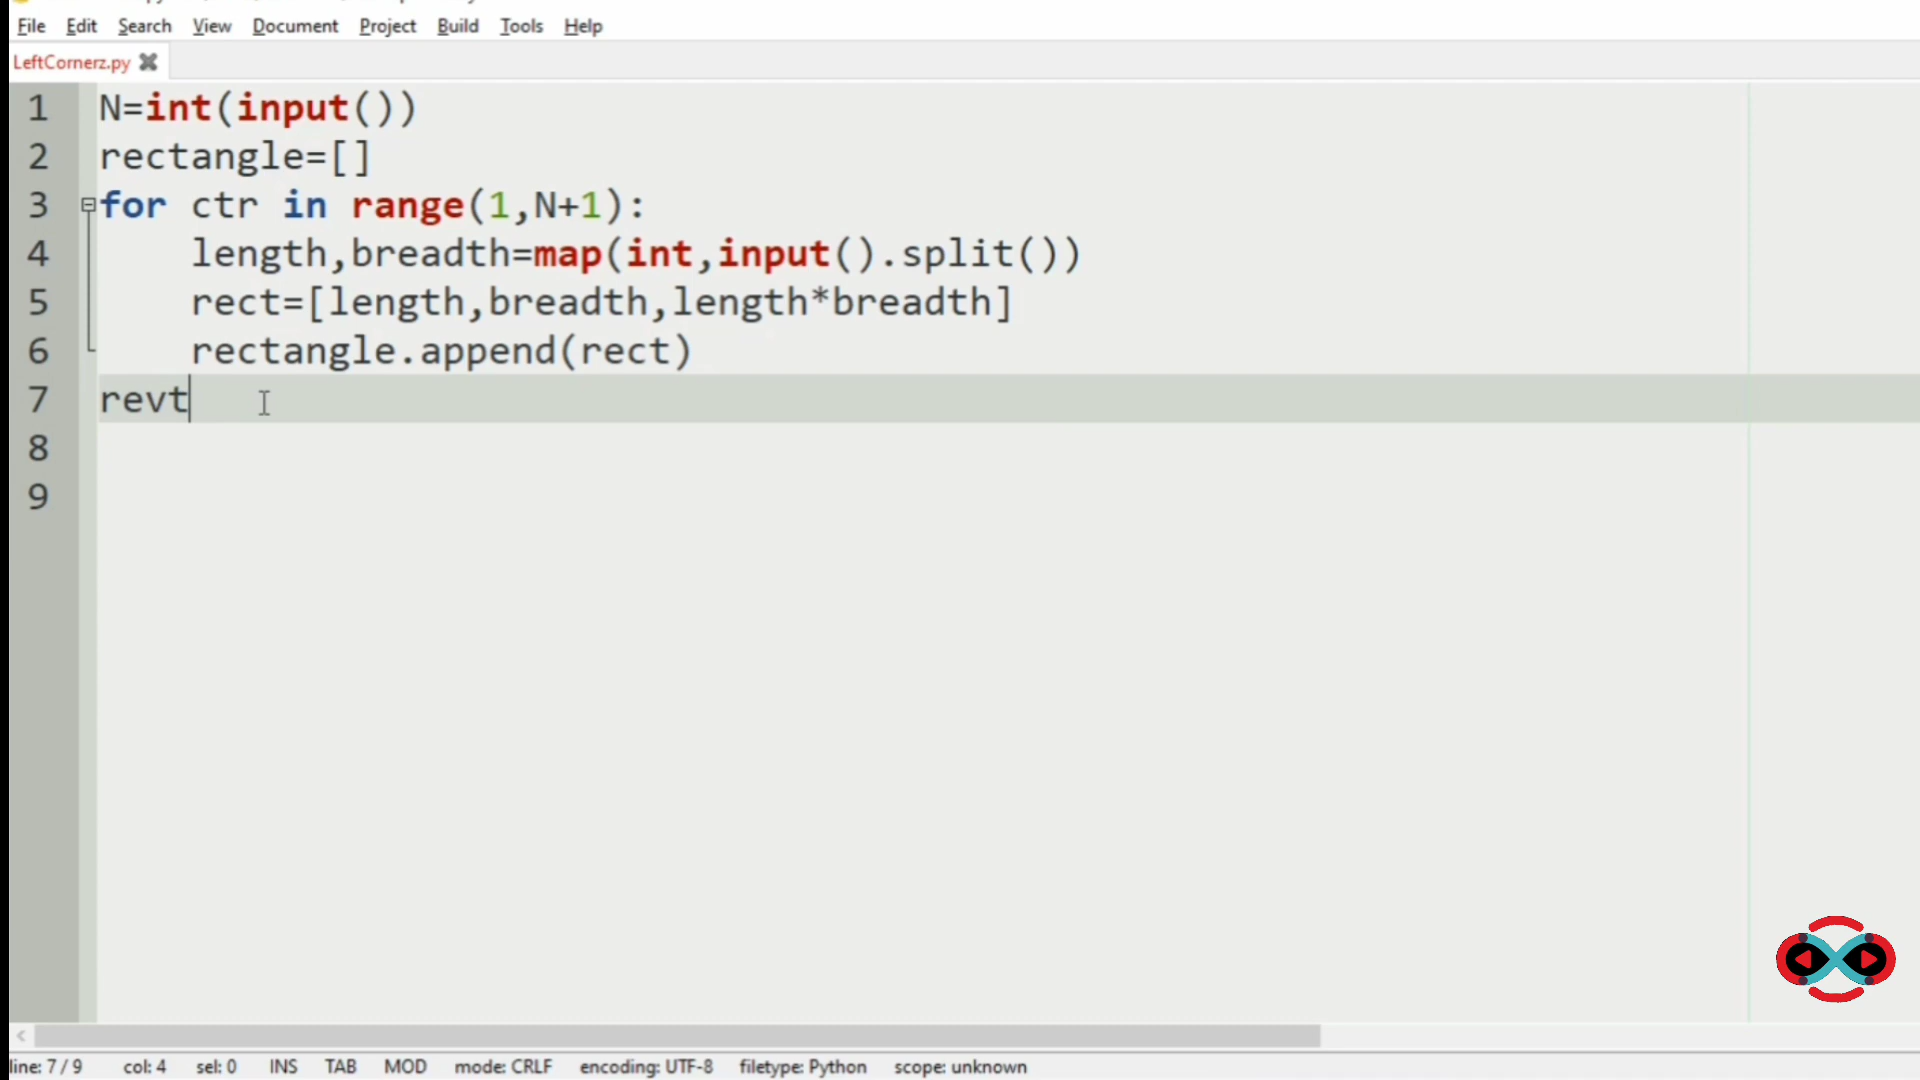 File Edit Search View Document Project Build Tools Help
LeftCornerz.py
1 N=int(input())
2 rectangle=[]
3 for ctr in range(1,N+1):
4 length,breadth=map(int,input().split())
5 rect=[length,breadth,length*breadth]
6 rectangle.append(rect)
7 revt
8
9
line: 7 / 9 col: 4 sel: 0 INS TAB MOD mode: CRLF encoding: UTF-8 filetype: Python scope: unknown